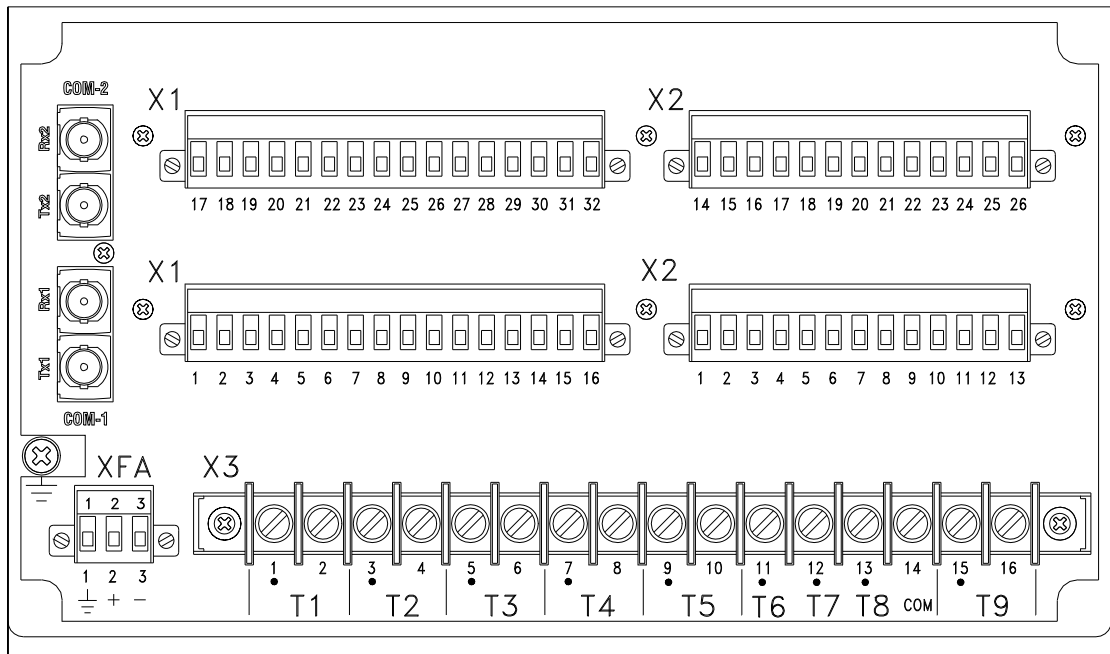 COM-2
X1
X2
Rx2
Tx2
17 18 19 20 21 22 23 24 25 26 27 28 29 30 31 32
14 15 16 17 18 19 20 21 22 23 24 25 26
X1
X2
Rx1
Tx1
1 2 3 4 5 6 7 8 9 10 11 12 13 14 15 16
1 2 3 4 5 6 7 8 9 10 11 12 13
COM-1
XFA
X3
1 2 3
1 2 3
+ −
1 2 3 4 5 6 7 8 9 10 11 12 13 14 15 16
T1 T2 T3 T4 T5 T6 T7 T8 COM T9